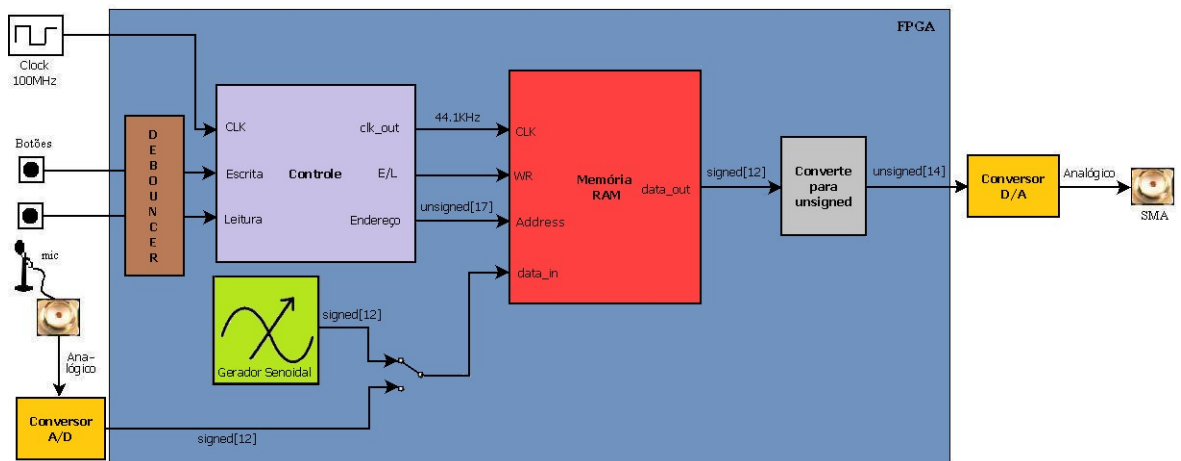 FPGA
Clock
100MHz
Botões
mic
Ana-
lógico
Conversor
A/D
DEBOUNCER
CLK
Escrita
Leitura
Controle
clk_out
E/L
Endereço
44.1KHz
unsigned[17]
Gerador Senoidal
signed[12]
signed[12]
CLK
WR
Address
data_in
Memória
RAM
data_out
signed[12]
Converte
para
unsigned
unsigned[14]
Conversor
D/A
Analógico
SMA